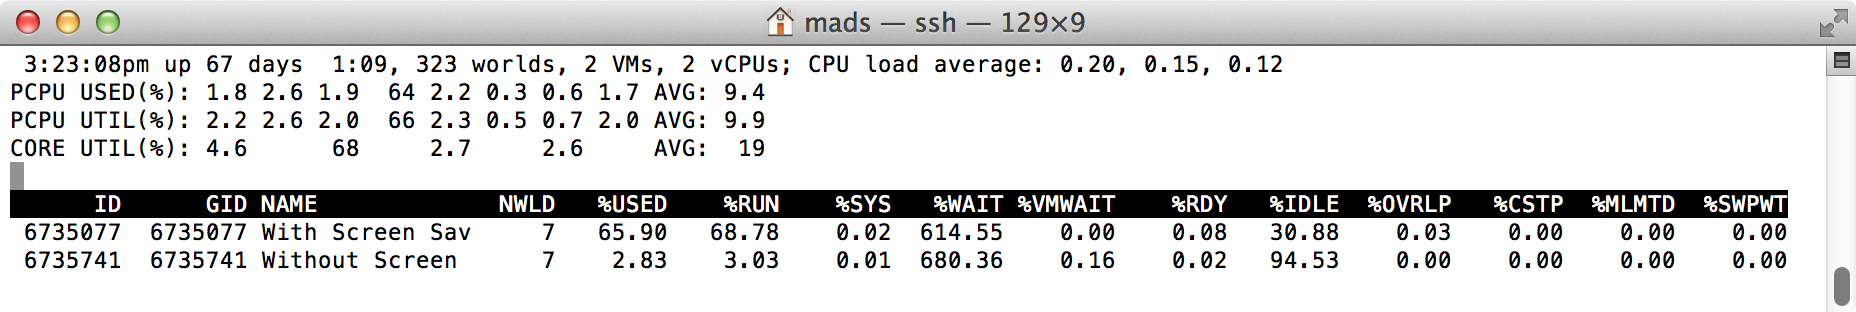 mads — ssh — 129×9
3:23:08pm up 67 days  1:09, 323 worlds, 2 VMs, 2 vCPUs; CPU load average: 0.20, 0.15, 0.12
PCPU USED(%): 1.8 2.6 1.9  64 2.2 0.3 0.6 1.7 AVG: 9.4
PCPU UTIL(%): 2.2 2.6 2.0  66 2.3 0.5 0.7 2.0 AVG: 9.9
CORE UTIL(%): 4.6      68     2.7     2.6     AVG:  19
ID      GID NAME             NWLD   %USED    %RUN    %SYS   %WAIT %VMWAIT    %RDY   %IDLE  %OVRLP   %CSTP  %MLMTD  %SWPWT
6735077  6735077 With Screen Sav     7   65.90   68.78    0.02  614.55    0.00    0.08   30.88    0.03    0.00    0.00    0.00
6735741  6735741 Without Screen      7    2.83    3.03    0.01  680.36    0.16    0.02   94.53    0.00    0.00    0.00    0.00